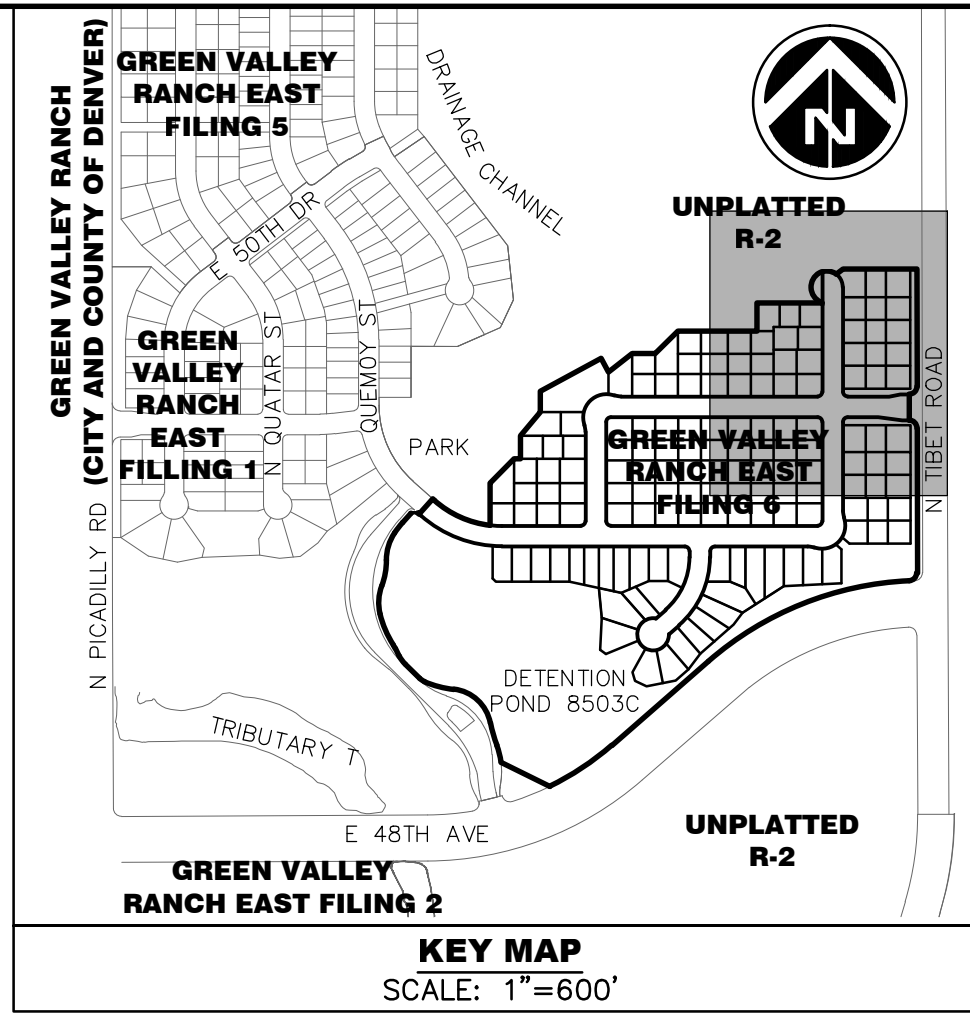 GREEN VALLEY RANCH
(CITY AND COUNTY OF DENVER)
GREEN VALLEY
RANCH EAST
FILING 5
DRAINAGE CHANNEL
N
UNPLATTED
R-2
E 50TH DR
GREEN
VALLEY
RANCH
EAST
FILLING 1
N QUATAR ST
QUEMOY ST
PARK
GREEN VALLEY
RANCH EAST
FILING 6
N TIBET ROAD
N PICADILLY RD
DETENTION
POND 8503C
TRIBUTARY T
E 48TH AVE
UNPLATTED
R-2
GREEN VALLEY
RANCH EAST FILING 2
KEY MAP
SCALE: 1"=600'